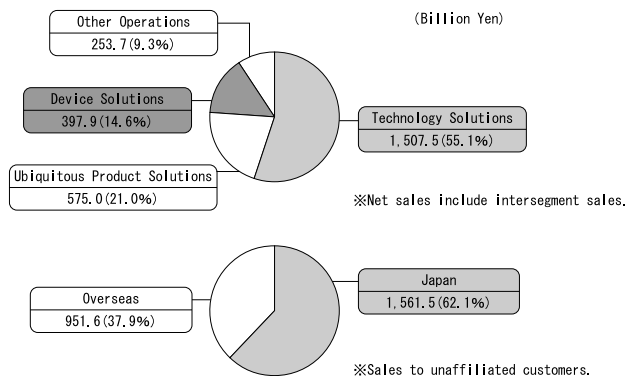 (Billion Yen)
Other Operations
253.7(9.3%)
Device Solutions
397.9(14.6%)
Technology Solutions
1,507.5(55.1%)
Ubiquitous Product Solutions
575.0(21.0%)
※Net sales include intersegment sales.
Japan
1,561.5(62.1%)
Overseas
951.6(37.9%)
※Sales to unaffiliated customers.